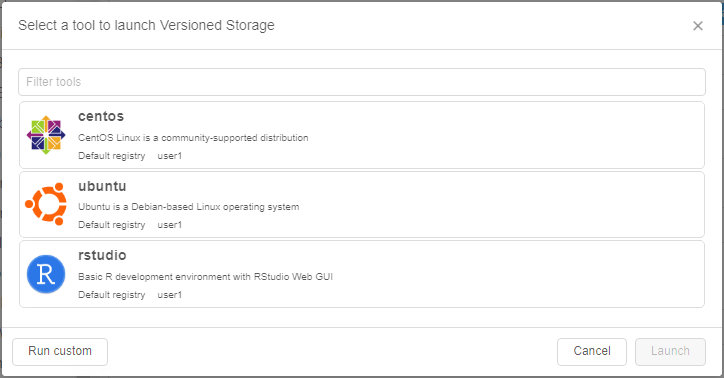 Select a tool to launch Versioned Storage
Filter tools
centos
CentOS Linux is a community-supported distribution
Default registry user1
ubuntu
Ubuntu is a Debian-based Linux operating system
Default registry user1
R
rstudio
Basic R development environment with RStudio Web GUI
Default registry user1
Run custom
Cancel
Launch